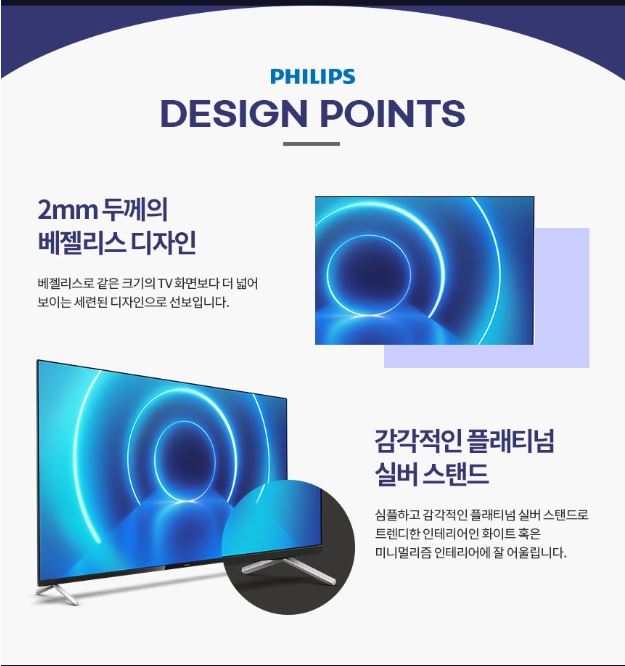 PHILIPS
DESIGN POINTS
2mm 두께의
베젤리스 디자인
베젤리스로 같은 크기의 TV 화면보다 더 넓어
보이는 세련된 디자인으로 선보입니다.
감각적인 플래티넘
실버 스탠드
심플하고 감각적인 플래티넘 실버 스탠드로
트렌디한 인테리어인 화이트 혹은
미니멀리즘 인테리어에 잘 어울립니다.